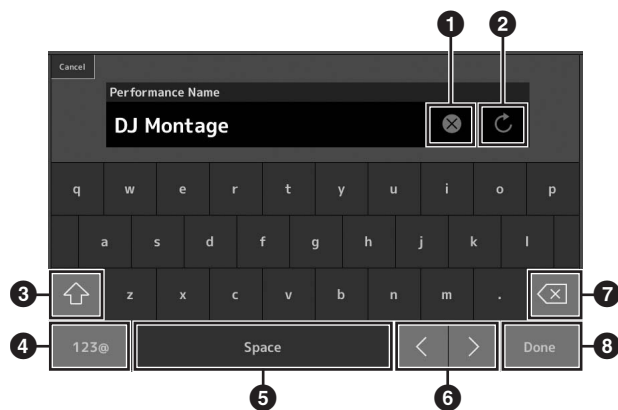 1 2
Cancel
Performance Name
DJ Montage
q w e r t y u i o p
a s d f g h j k l
3 z x c v b n m . 7
4 123@ Space < > Done 8
5 6